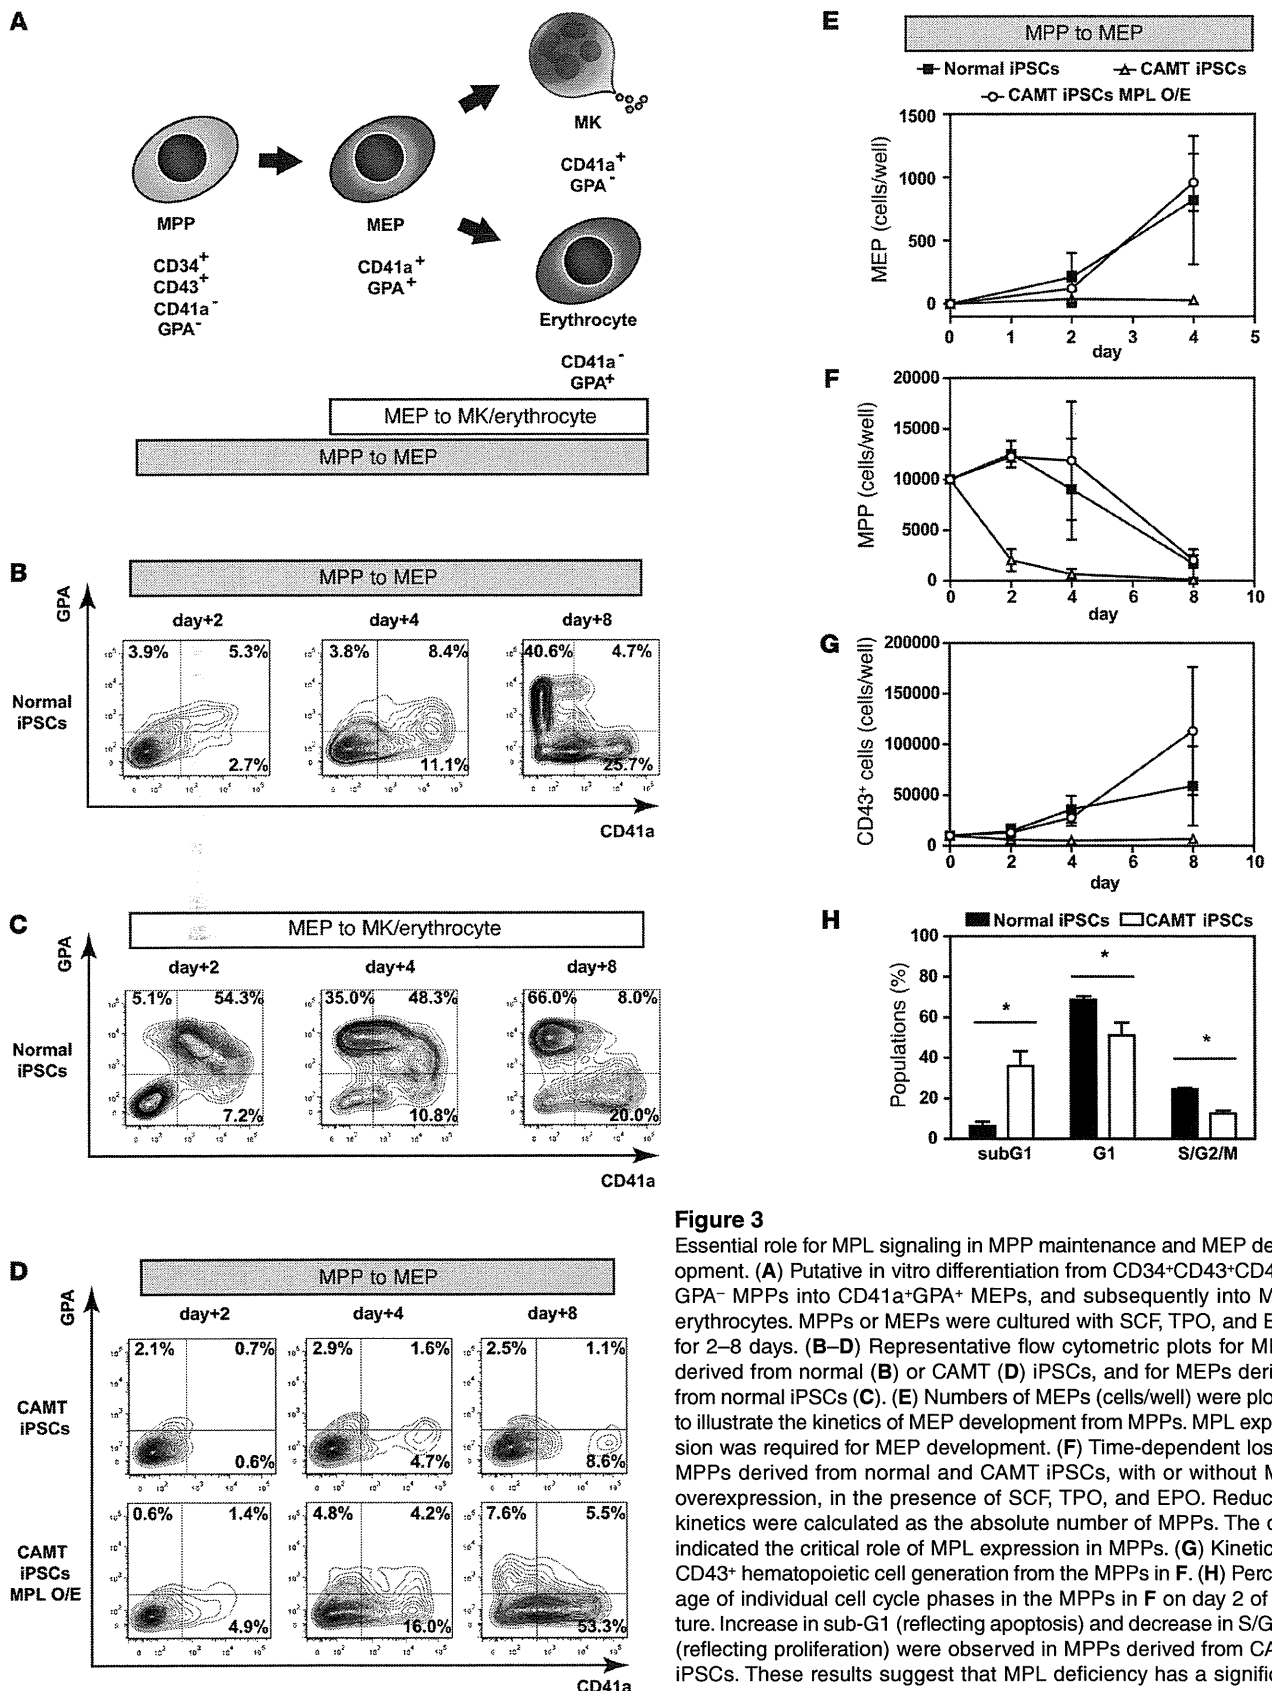 A
MPP
CD34+
CD43+
CD41a-
GPA-
MEP
CD41a+
GPA+
MK
CD41a+
GPA-
Erythrocyte
CD41a-
GPA+
MEP to MK/erythrocyte
MPP to MEP
B
MPP to MEP
GPA
day+2
day+4
day+8
Normal
iPSCs
3.9% 5.3%
2.7%
3.8% 8.4%
11.1%
40.6% 4.7%
25.7%
CD41a
C
MEP to MK/erythrocyte
GPA
day+2
day+4
day+8
Normal
iPSCs
5.1% 54.3%
7.2%
35.0% 48.3%
10.8%
66.0% 8.0%
20.0%
CD41a
D
MPP to MEP
GPA
day+2
day+4
day+8
CAMT
iPSCs
2.1% 0.7%
0.6%
2.9% 1.6%
4.7%
2.5% 1.1%
8.6%
CAMT
iPSCs
MPL O/E
0.6% 1.4%
4.9%
4.8% 4.2%
16.0%
7.6% 5.5%
53.3%
CD41a
E
MPP to MEP
Normal iPSCs
CAMT iPSCs
CAMT iPSCs MPL O/E
MEP (cells/well)
1500
1000
500
0
0 1 2 3 4 5
day
F
MPP (cells/well)
20000
15000
10000
5000
0
0 2 4 6 8 10
day
G
CD43+ cells (cells/well)
200000
150000
100000
50000
0
0 2 4 6 8 10
day
H
Normal iPSCs
CAMT iPSCs
Populations (%)
100
80
60
40
20
0
* * *
subG1 G1 S/G2/M
Figure 3
Essential role for MPL signaling in MPP maintenance and MEP de
opment. (A) Putative in vitro differentiation from CD34+CD43+CD4
GPA– MPPs into CD41a+GPA+ MEPs, and subsequently into M
erythrocytes. MPPs or MEPs were cultured with SCF, TPO, and E
for 2–8 days. (B–D) Representative flow cytometric plots for M
derived from normal (B) or CAMT (D) iPSCs, and for MEPs deri
from normal iPSCs (C). (E) Numbers of MEPs (cells/well) were plo
to illustrate the kinetics of MEP development from MPPs. MPL exp
sion was required for MEP development. (F) Time-dependent los
MPPs derived from normal and CAMT iPSCs, with or without M
overexpression, in the presence of SCF, TPO, and EPO. Reduc
kinetics were calculated as the absolute number of MPPs. The c
indicated the critical role of MPL expression in MPPs. (G) Kinetic
CD43+ hematopoietic cell generation from the MPPs in F. (H) Perc
age of individual cell cycle phases in the MPPs in F on day 2 of
ture. Increase in sub-G1 (reflecting apoptosis) and decrease in S/G
(reflecting proliferation) were observed in MPPs derived from CA
iPSCs. These results suggest that MPL deficiency has a signific